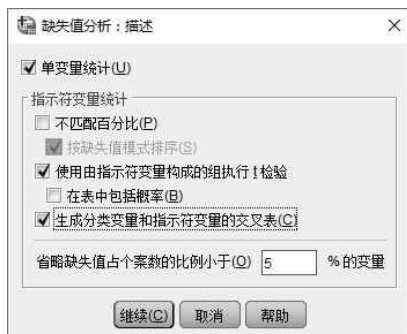 缺失值分析：描述
单变量统计(U)
指示符变量统计
不匹配百分比(P)
按缺失值模式排序(S)
使用由指示符变量构成的组执行 t 检验
在表中包括概率(B)
生成分类变量和指示符变量的交叉表(C)
省略缺失值占个案数的比例小于(O) 5 %的变量
继续(C) 取消 帮助